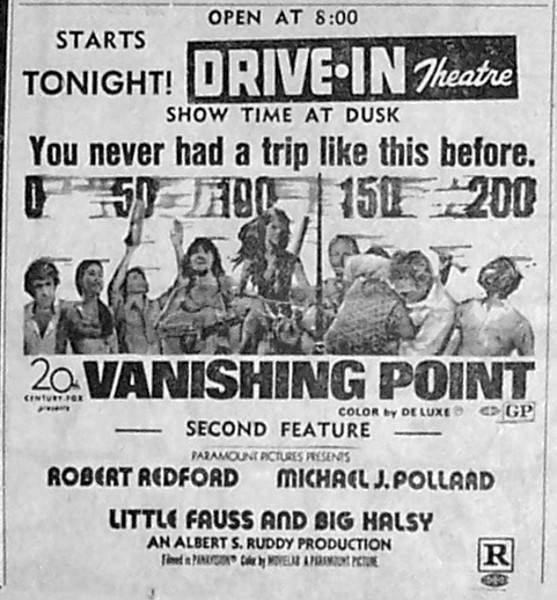 OPEN AT 8:00
STARTS
TONIGHT!
DRIVE-IN Theatre
SHOW TIME AT DUSK
You never had a trip like this before.
0 50 100 150 200
20th
CENTURY-FOX
presents
VANISHING POINT
COLOR by DE LUXE®
GP
SECOND FEATURE
PARAMOUNT PICTURES PRESENTS
ROBERT REDFORD MICHAEL J. POLLARD
LITTLE FAUSS AND BIG HALSY
AN ALBERT S. RUDDY PRODUCTION
Filmed in PANAVISION® Color by MOVIELAB A PARAMOUNT PICTURE
R